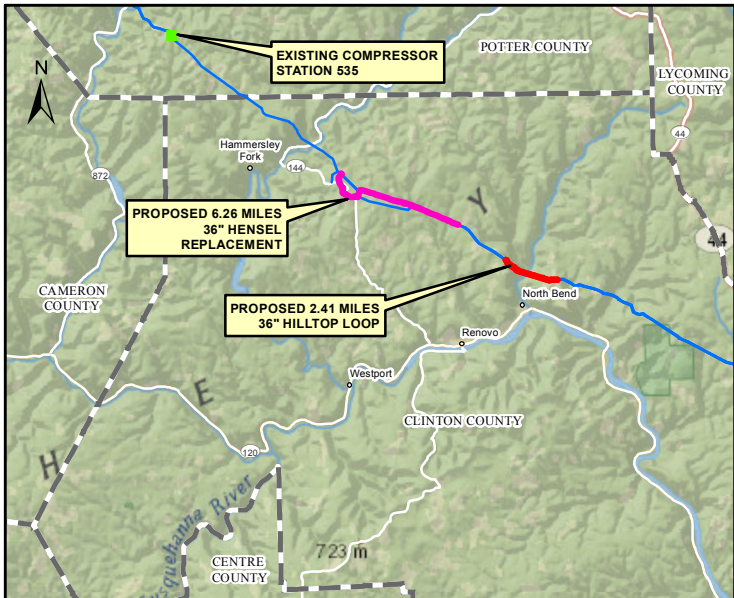 EXISTING COMPRESSOR
STATION 535
POTTER COUNTY
LYCOMING
COUNTY
N
44
Hammersley
Fork
144
872
PROPOSED 6.26 MILES
36" HENSEL
REPLACEMENT
Y
44
CAMERON
COUNTY
PROPOSED 2.41 MILES
36" HILLTOP LOOP
North Bend
Renovo
Westport
E
CLINTON COUNTY
120
H
usquehanna River
723 m
CENTRE
COUNTY